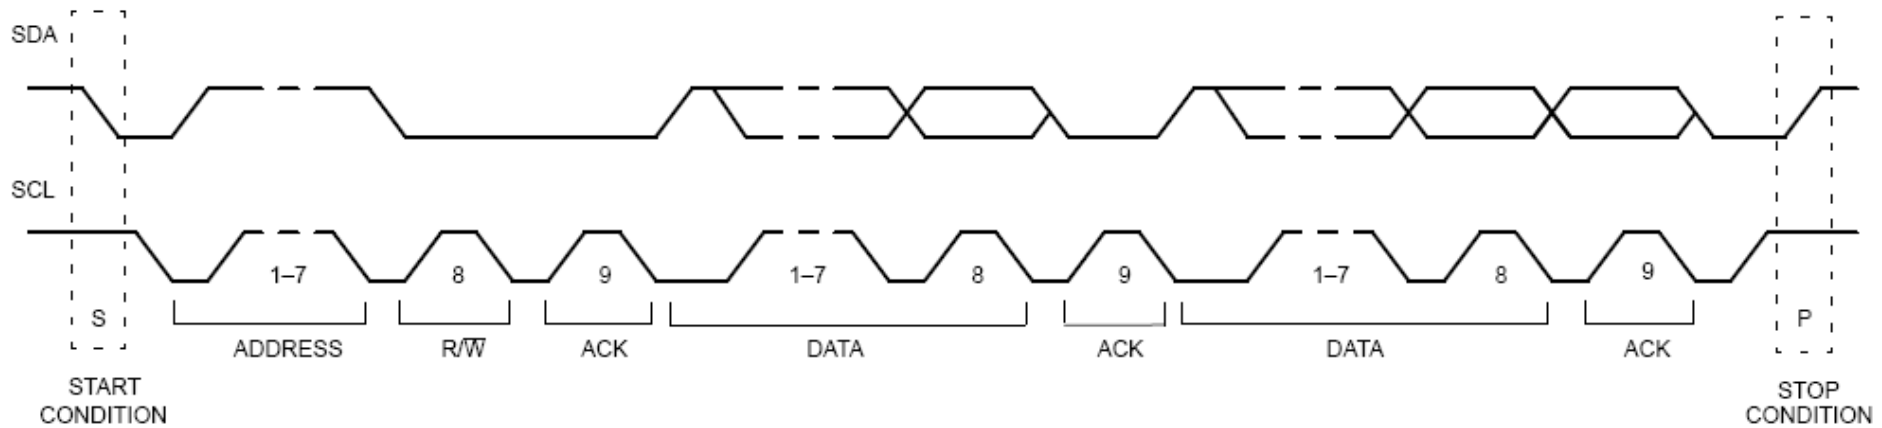 SDA
SCL
1–7 8 9 1–7 8 9 1–7 8 9
S P
ADDRESS R/W̅ ACK DATA ACK DATA ACK
START
CONDITION
STOP
CONDITION